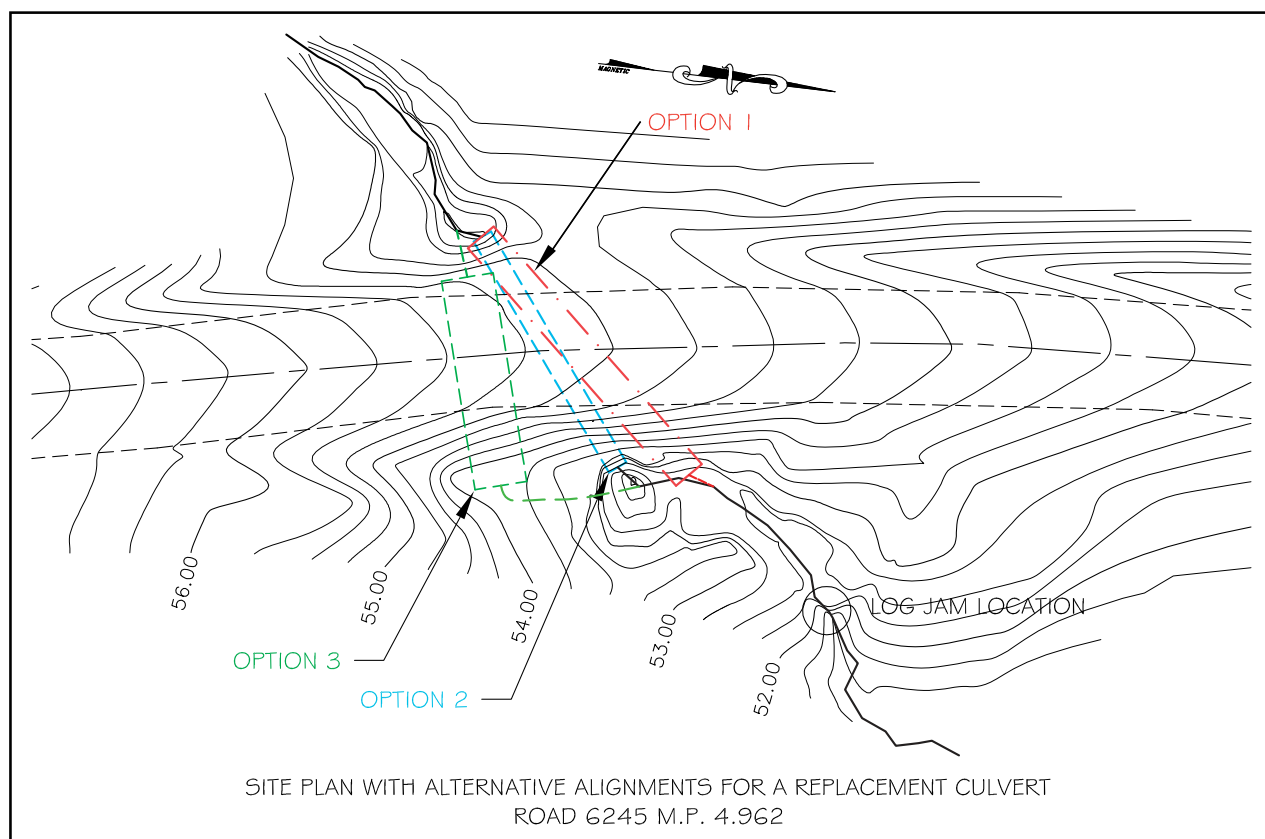 MAGNETIC
OPTION 1
56.00
55.00
54.00
53.00
52.00
LOG JAM LOCATION
OPTION 3
OPTION 2
SITE PLAN WITH ALTERNATIVE ALIGNMENTS FOR A REPLACEMENT CULVERT
ROAD 6245 M.P. 4.962